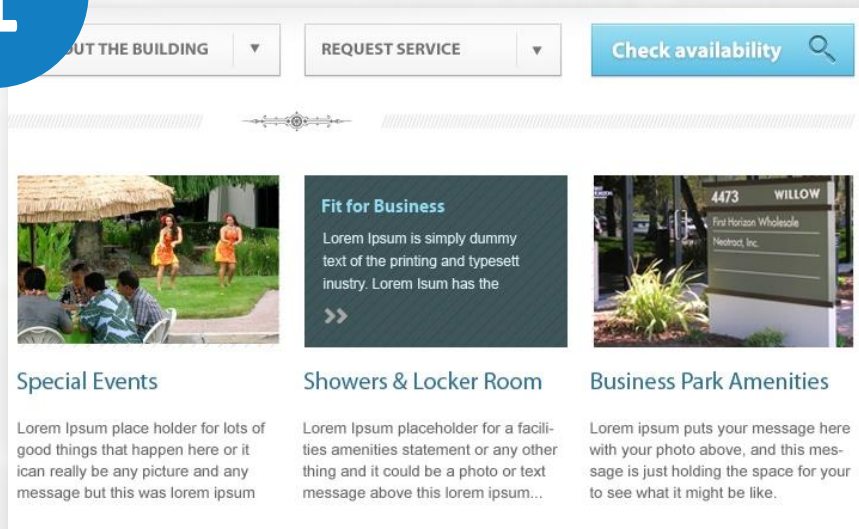 OUT THE BUILDING
REQUEST SERVICE
Check availability
Fit for Business
Lorem Ipsum is simply dummy
text of the printing and typesett
inustry. Lorem Isum has the
4473 WILLOW
First Horizon Wholesale
Neotract, Inc.
Special Events
Lorem Ipsum place holder for lots of
good things that happen here or it
ican really be any picture and any
message but this was lorem ipsum
Showers & Locker Room
Lorem Ipsum placeholder for a facili-
ties amenities statement or any other
thing and it could be a photo or text
message above this lorem ipsum...
Business Park Amenities
Lorem ipsum puts your message here
with your photo above, and this mes-
sage is just holding the space for your
to see what it might be like.